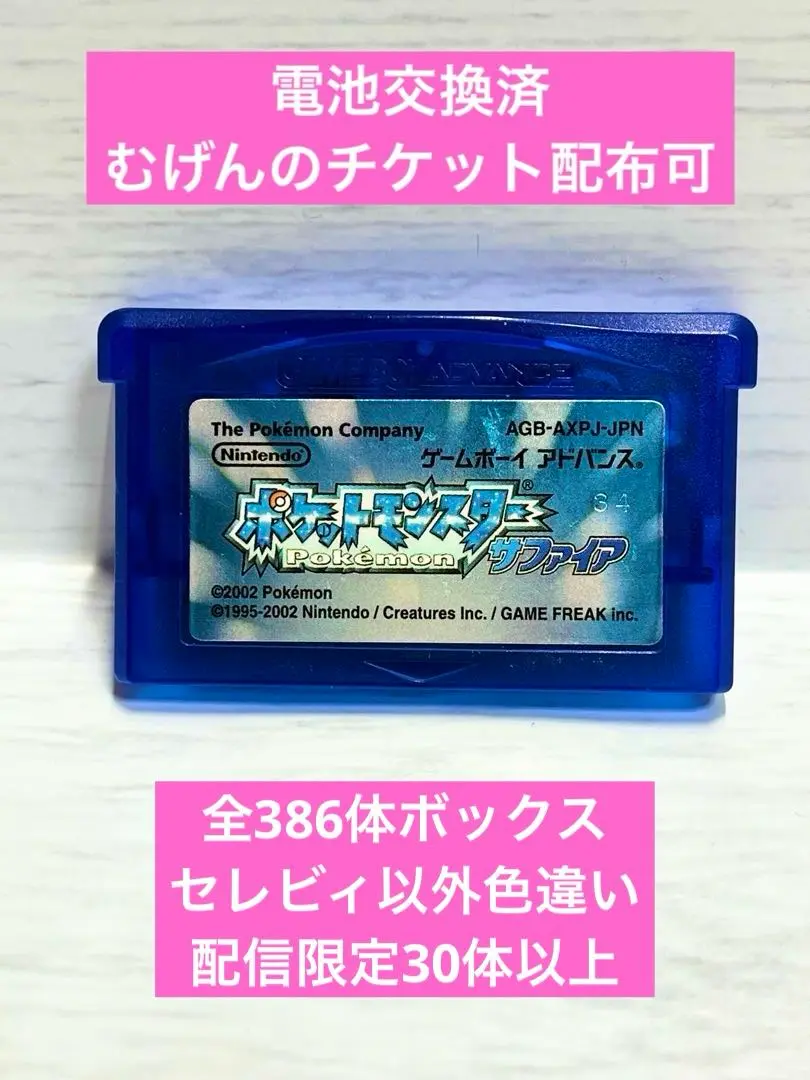 電池交換済
むげんのチケット配布可
GAME BOY ADVANCE
The Pokémon Company
AGB-AXPJ-JPN
Nintendo®
ゲームボーイ アドバンス®
ポケットモンスター®
Pokémon
サファイア
64
©2002 Pokémon
©1995-2002 Nintendo / Creatures Inc. / GAME FREAK inc.
全386体ボックス
セレビィ以外色違い
配信限定30体以上